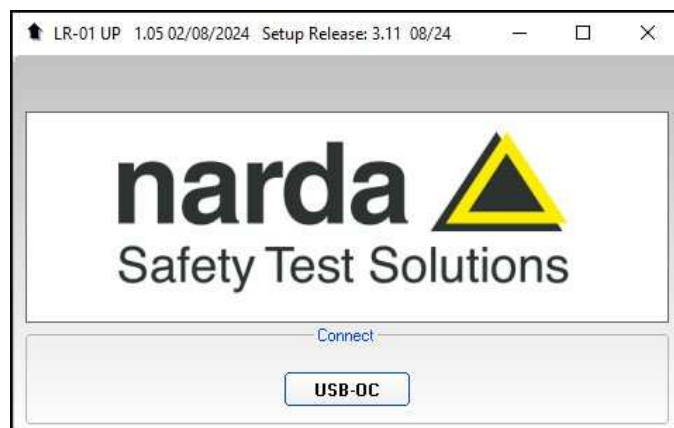 LR-01 UP 1.05 02/08/2024 Setup Release: 3.11 08/24
narda
Safety Test Solutions
Connect
USB-OC